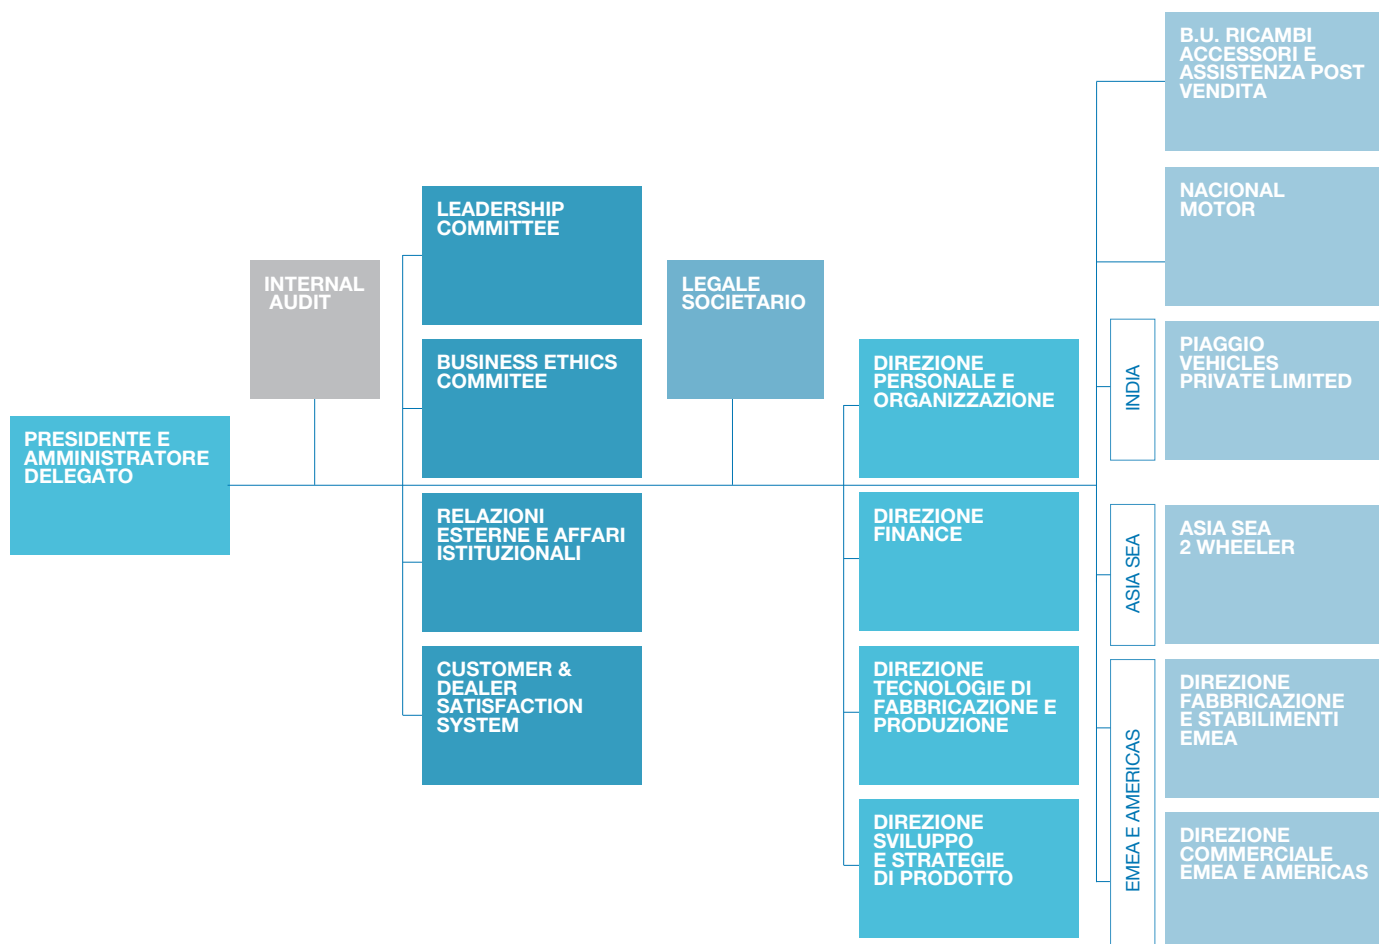 PRESIDENTE E
AMMINISTRATORE
DELEGATO
INTERNAL
AUDIT
LEADERSHIP
COMMITTEE
BUSINESS ETHICS
COMMITEE
RELAZIONI
ESTERNE E AFFARI
ISTITUZIONALI
CUSTOMER &
DEALER
SATISFACTION
SYSTEM
LEGALE
SOCIETARIO
DIREZIONE
PERSONALE E
ORGANIZZAZIONE
DIREZIONE
FINANCE
DIREZIONE
TECNOLOGIE DI
FABBRICAZIONE E
PRODUZIONE
DIREZIONE
SVILUPPO
E STRATEGIE
DI PRODOTTO
B.U. RICAMBI
ACCESSORI E
ASSISTENZA POST
VENDITA
NACIONAL
MOTOR
INDIA
PIAGGIO
VEHICLES
PRIVATE LIMITED
ASIA SEA
ASIA SEA
2 WHEELER
EMEA E AMERICAS
DIREZIONE
FABBRICAZIONE
E STABILIMENTI
EMEA
DIREZIONE
COMMERCIALE
EMEA E AMERICAS